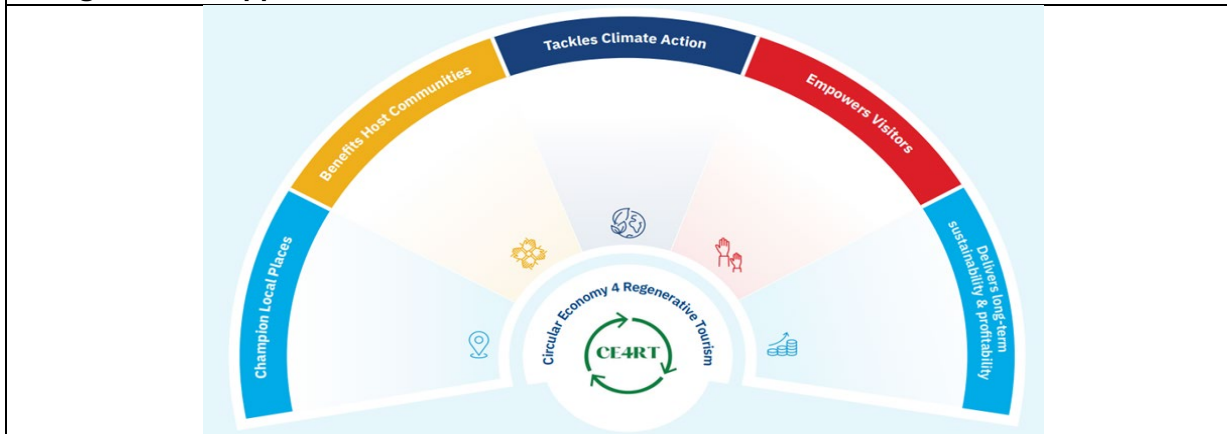 Champion Local Places
Benefits Host Communities
Tackles Climate Action
Empowers Visitors
Delivers long-term
sustainability & profitability
Circular Economy 4 Regenerative Tourism
CE4RT